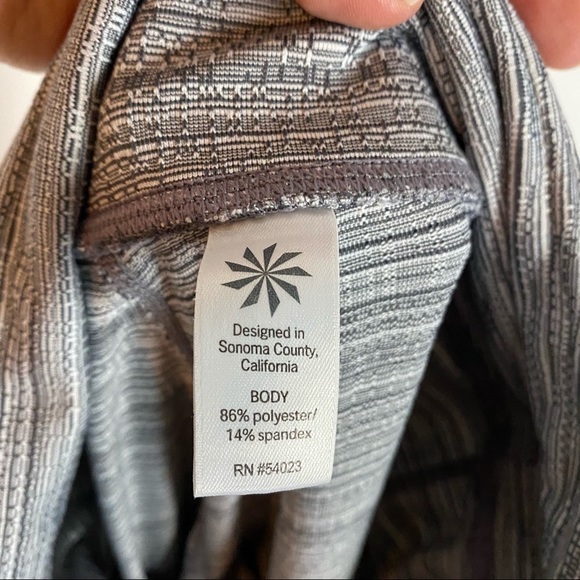 Designed in
Sonoma County,
California
BODY
86% polyester/
14% spandex
RN #54023